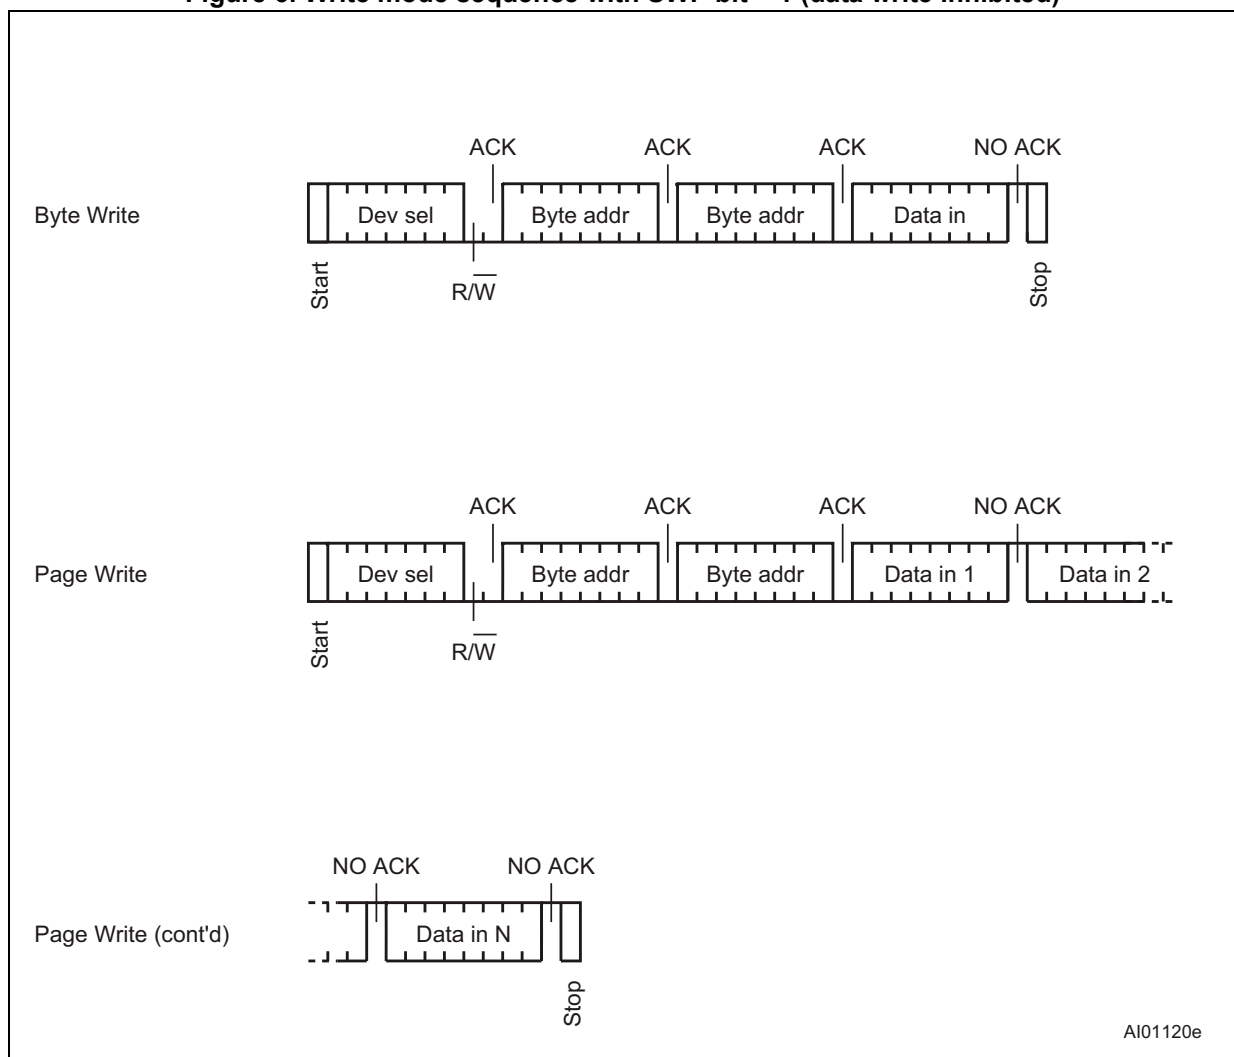 ACK ACK ACK NO ACK
Byte Write
Dev sel Byte addr Byte addr Data in
Start R/W Stop
ACK ACK ACK NO ACK
Page Write
Dev sel Byte addr Byte addr Data in 1 Data in 2
Start R/W
NO ACK NO ACK
Page Write (cont'd)
Data in N
Stop
AI01120e